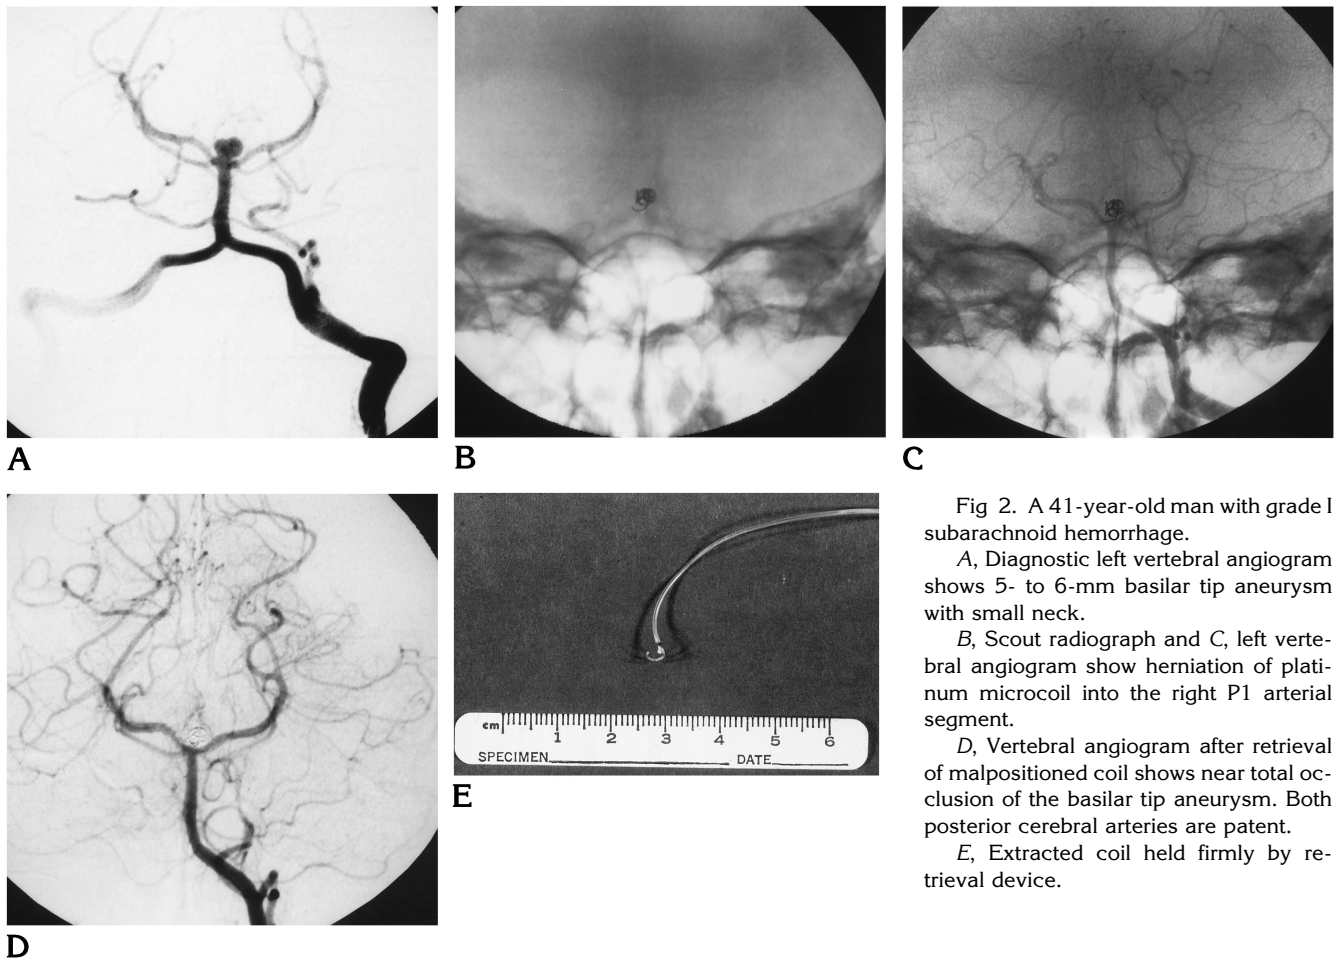 A
B
C
D
cm 1 2 3 4 5 6
SPECIMEN DATE
E
Fig 2. A 41-year-old man with grade I
subarachnoid hemorrhage.
A, Diagnostic left vertebral angiogram
shows 5- to 6-mm basilar tip aneurysm
with small neck.
B, Scout radiograph and C, left verte-
bral angiogram show herniation of plati-
num microcoil into the right P1 arterial
segment.
D, Vertebral angiogram after retrieval
of malpositioned coil shows near total oc-
clusion of the basilar tip aneurysm. Both
posterior cerebral arteries are patent.
E, Extracted coil held firmly by re-
trieval device.